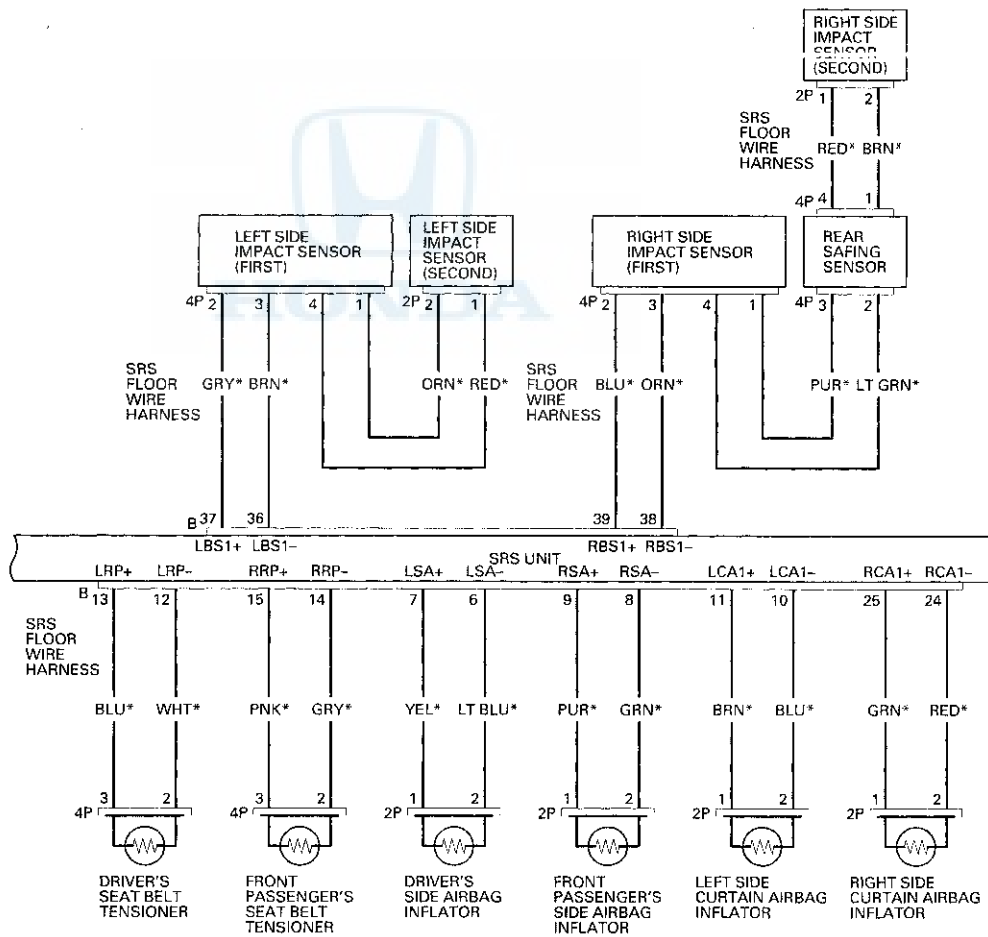 RIGHT SIDE
IMPACT
SENSOR
(SECOND)
2P 1 2
SRS
FLOOR
WIRE
HARNESS
RED* BRN*
4P 4 1
LEFT SIDE
IMPACT SENSOR
(FIRST)
LEFT SIDE
IMPACT
SENSOR
(SECOND)
RIGHT SIDE
IMPACT SENSOR
(FIRST)
REAR
SAFING
SENSOR
4P 2 3 4 1 2P 2 1 4P 2 3 4 1 4P 3 2
HONDA
SRS
FLOOR
WIRE
HARNESS
GRY* BRN* ORN* RED*
SRS
FLOOR
WIRE
HARNESS
BLU* ORN* PUR* LT GRN*
B 37 36 39 38
LBS1+ LBS1– RBS1+ RBS1–
SRS UNIT
LRP+ LRP– RRP+ RRP– LSA+ LSA– RSA+ RSA– LCA1+ LCA1– RCA1+ RCA1–
B 13 12 15 14 7 6 9 8 11 10 25 24
SRS
FLOOR
WIRE
HARNESS
BLU* WHT* PNK* GRY* YEL* LT BLU* PUR* GRN* BRN* BLU* GRN* RED*
4P 3 2 4P 3 2 2P 1 2 2P 1 2 2P 1 2 2P 1 2
DRIVER'S
SEAT BELT
TENSIONER
FRONT
PASSENGER'S
SEAT BELT
TENSIONER
DRIVER'S
SIDE AIRBAG
INFLATOR
FRONT
PASSENGER'S
SIDE AIRBAG
INFLATOR
LEFT SIDE
CURTAIN AIRBAG
INFLATOR
RIGHT SIDE
CURTAIN AIRBAG
INFLATOR